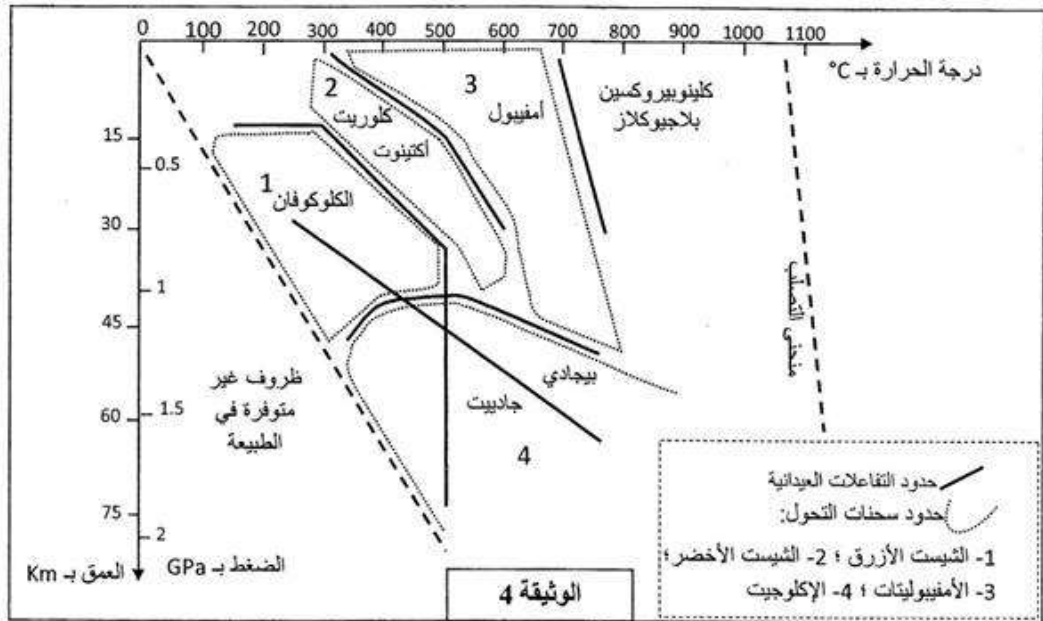 0 100 200 300 400 500 600 700 800 900 1000 1100
درجة الحرارة بـ °C
3
2
كلينوبيروكسين
بلاجيوكلاز
أمفيبول
كلوريت
أكتينوت
15
0.5
1
الكلوكوفان
30
1
45
منحنى التصلب
بيجادي
ظروف غير
متوفرة في
الطبيعة
جادييت
1.5
60
4
حدود التفاعلات العيدانية
حدود سحنات التحول:
75
2
1- الشيست الأزرق ؛ 2- الشيست الأخضر ؛
3- الأمفيبوليتات ؛ 4- الإكلوجيت
العمق بـ Km
الضغط بـ GPa
الوثيقة 4